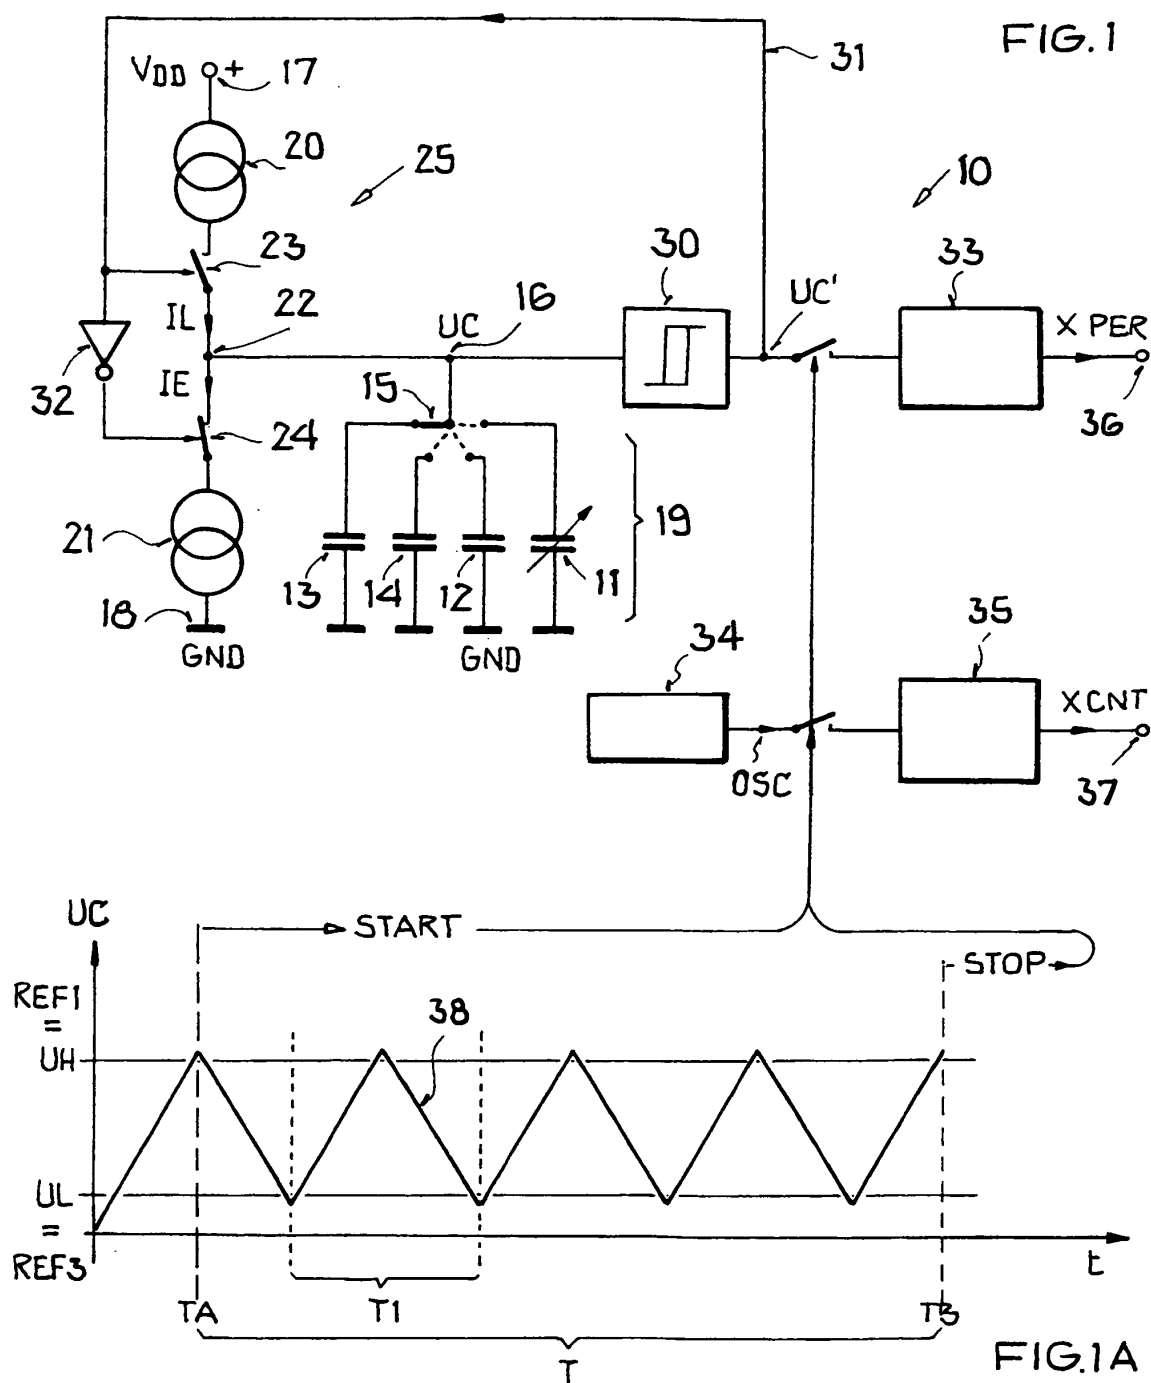 FIG.1
31
VDD + 17
20
25
10
23
30
33
UC'
X PER
IL
22
UC
16
32
IE
15
36
24
19
21
13
14
12
11
18
GND
GND
34
35
XCNT
OSC
37
UC
START
STOP
REF1
=
UH
38
UL
=
REF3
t
TA
T1
TB
T
FIG.1A